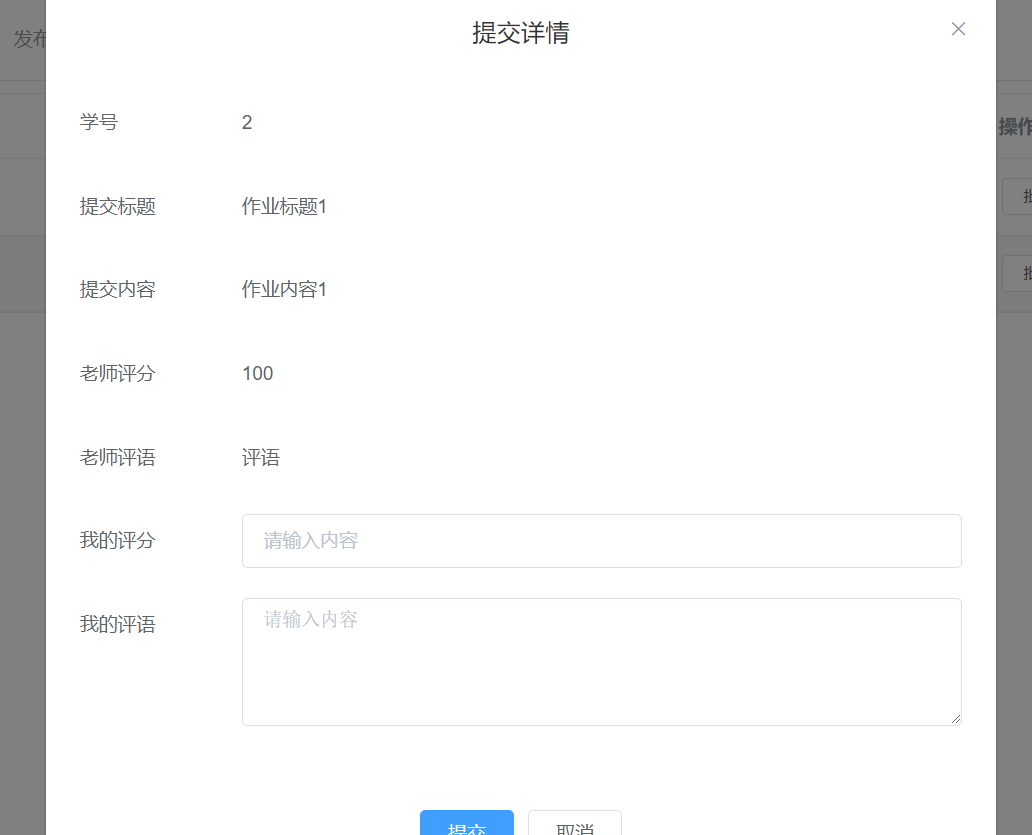 提交详情
发布
学号 2
操作
提交标题 作业标题1
提交内容 作业内容1
老师评分 100
老师评语 评语
我的评分 请输入内容
我的评语 请输入内容
提交 取消